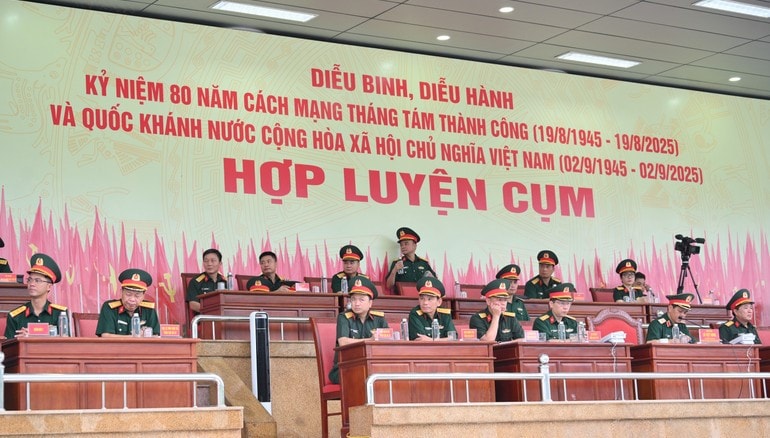 DIỄU BINH, DIỄU HÀNH
KỶ NIỆM 80 NĂM CÁCH MẠNG THÁNG TÁM THÀNH CÔNG (19/8/1945 - 19/8/2025)
VÀ QUỐC KHÁNH NƯỚC CỘNG HÒA XÃ HỘI CHỦ NGHĨA VIỆT NAM (02/9/1945 - 02/9/2025)
HỢP LUYỆN CỤM